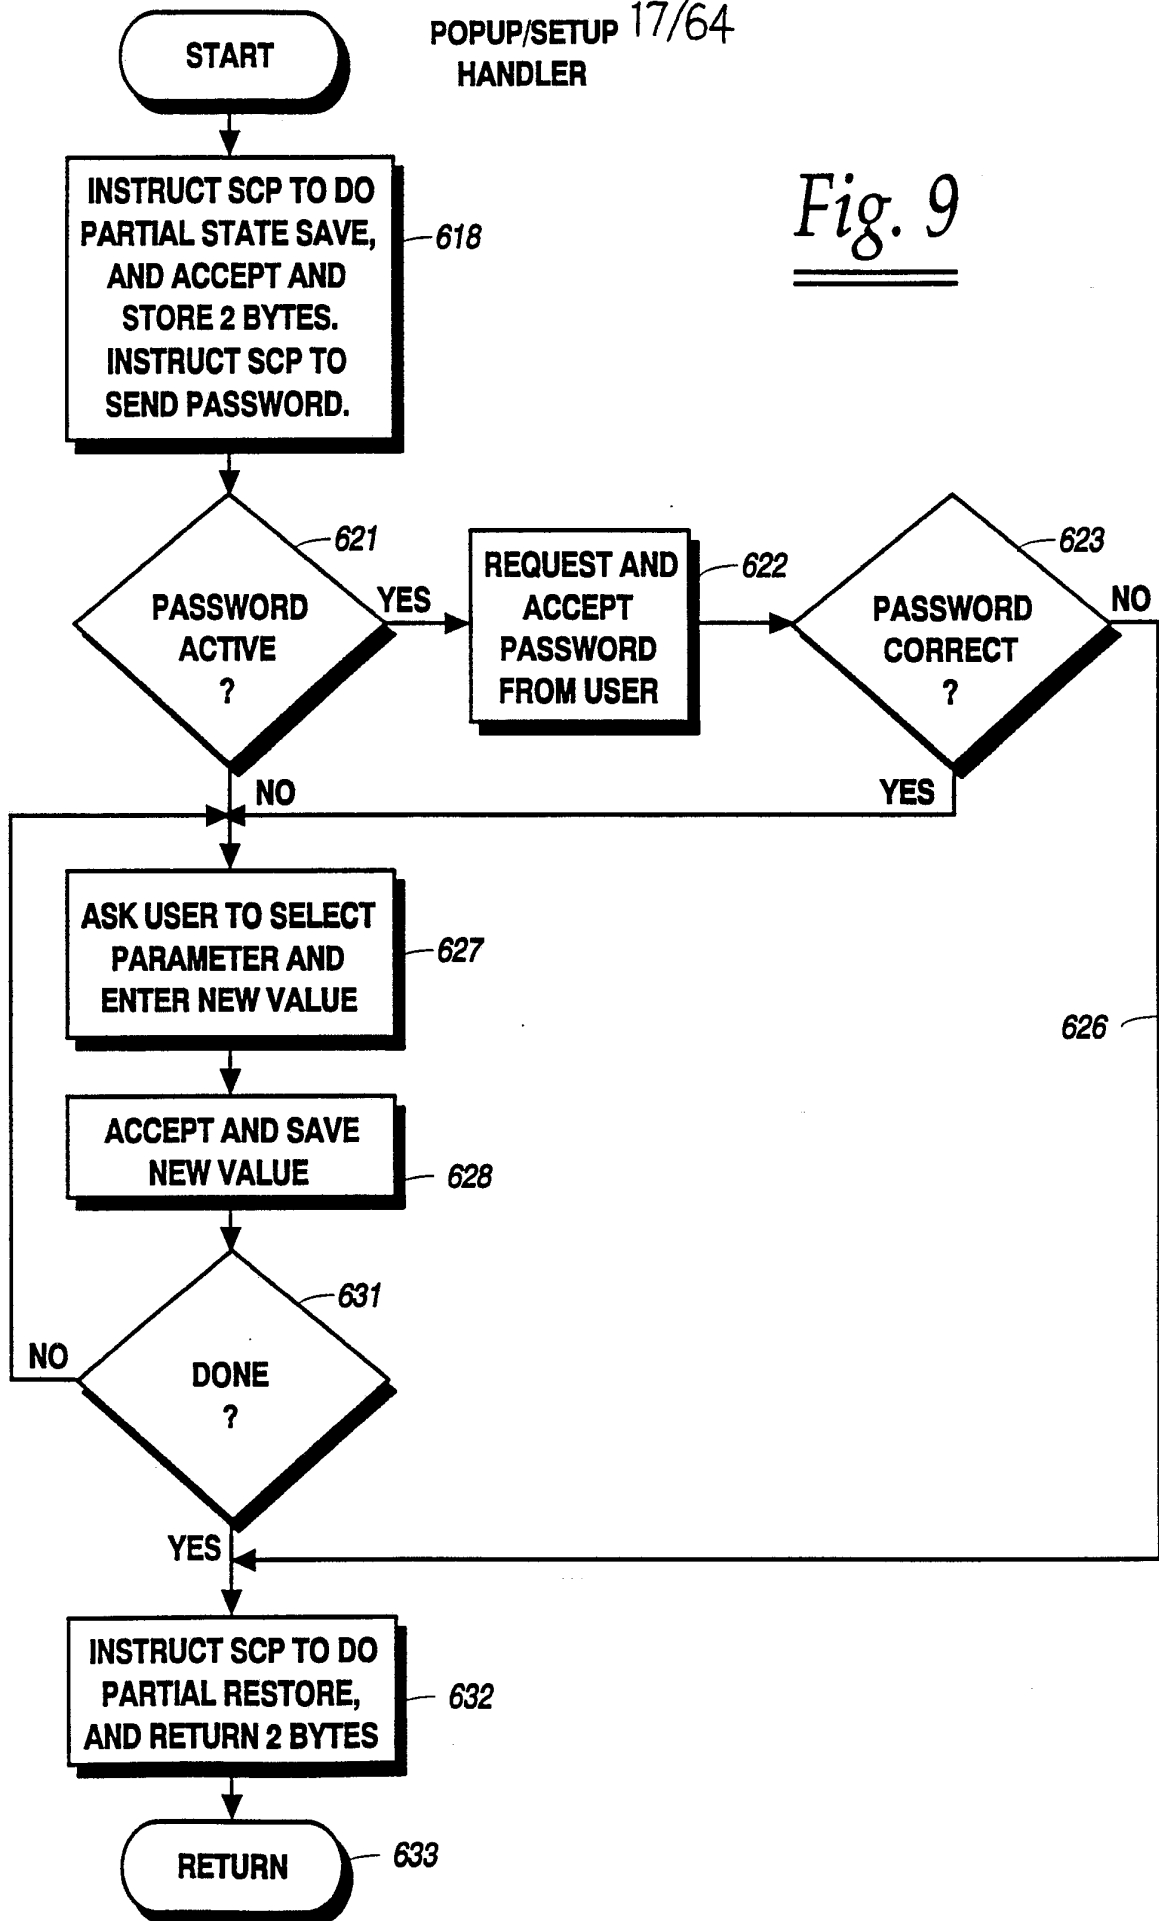 START
POPUP/SETUP 17/64
HANDLER
Fig. 9
INSTRUCT SCP TO DO
PARTIAL STATE SAVE,
AND ACCEPT AND
STORE 2 BYTES.
INSTRUCT SCP TO
SEND PASSWORD.
618
PASSWORD
ACTIVE
?
621
YES
NO
REQUEST AND
ACCEPT
PASSWORD
FROM USER
622
PASSWORD
CORRECT
?
623
NO
YES
626
ASK USER TO SELECT
PARAMETER AND
ENTER NEW VALUE
627
ACCEPT AND SAVE
NEW VALUE
628
DONE
?
631
NO
YES
INSTRUCT SCP TO DO
PARTIAL RESTORE,
AND RETURN 2 BYTES
632
RETURN
633